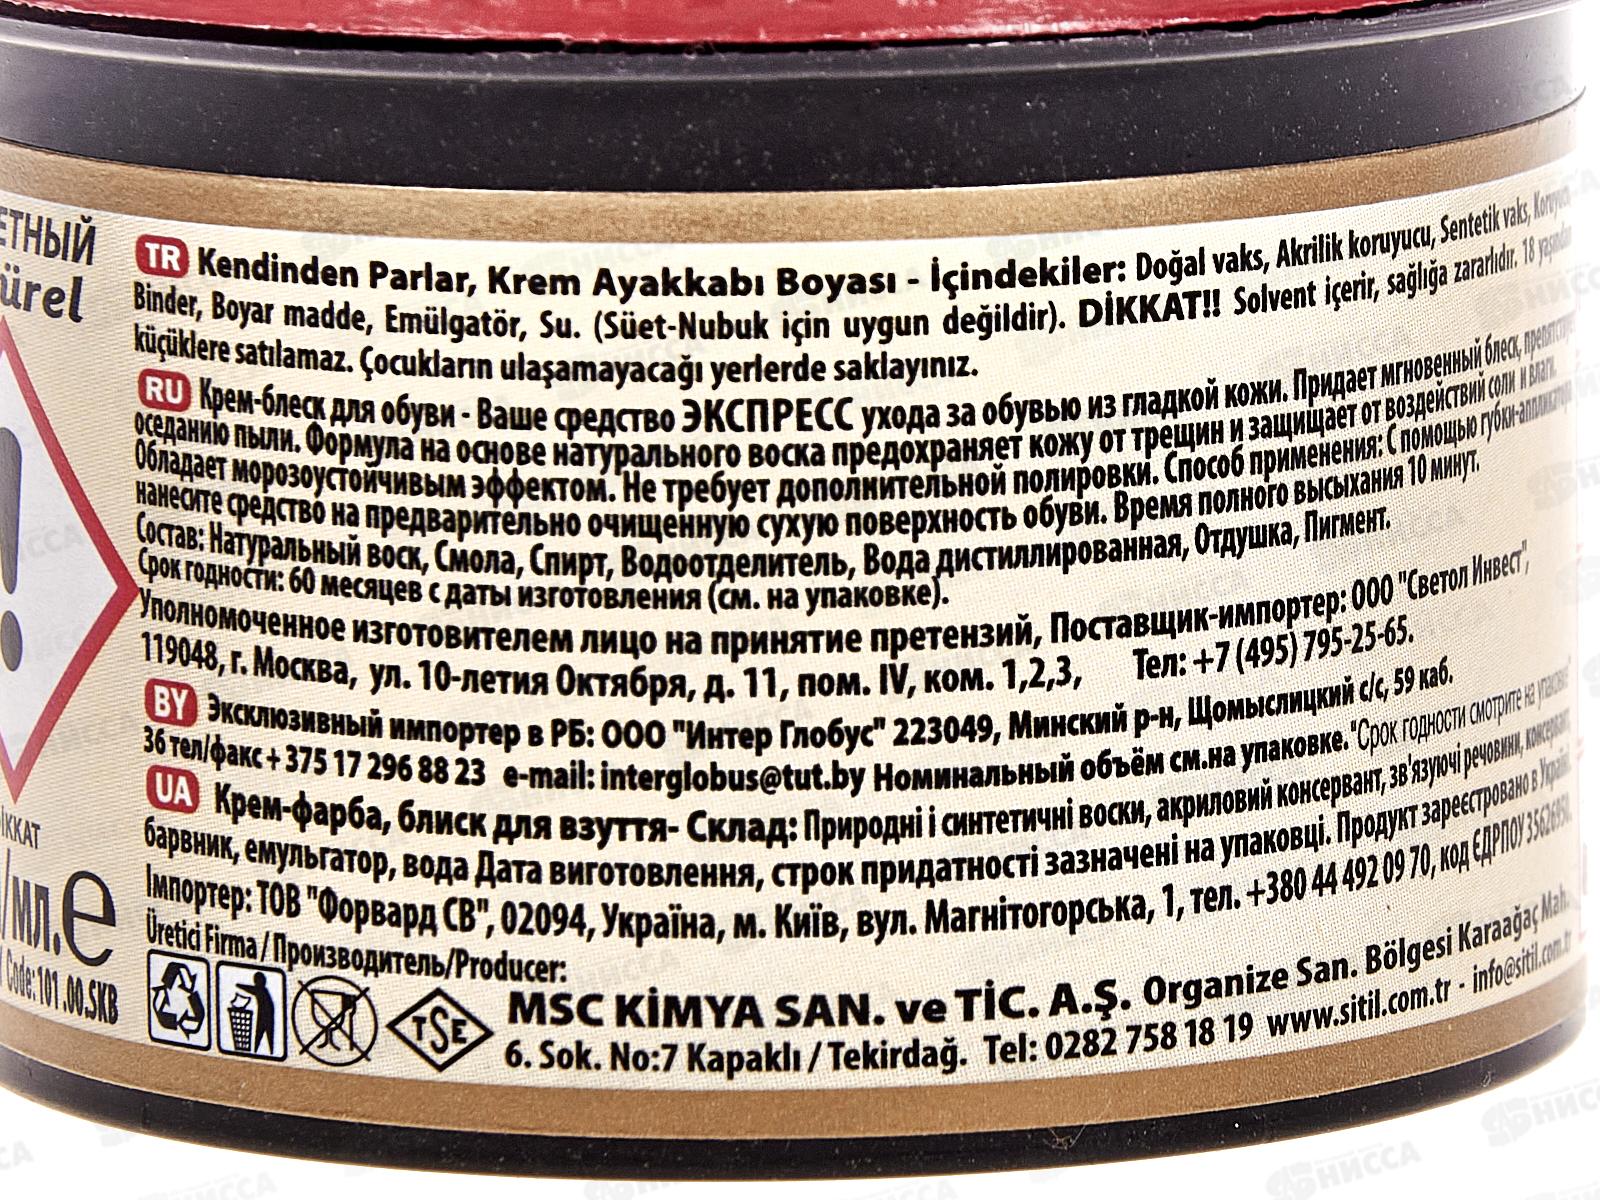 ЕТНЫЙ
ürel
İKKAT
/МЛ.e
Code:101.00.SKB
TR Kendinden Parlar, Krem Ayakkabı Boyası - İçindekiler: Doğal vaks, Akrilik koruyucu, Sentetik vaks, Koruyucu,
Binder, Boyar madde, Emülgatör, Su. (Süet-Nubuk için uygun değildir). DİKKAT!! Solvent içerir, sağlığa zararlıdır. 18 yaşından
küçüklere satılamaz. Çocukların ulaşamayacağı yerlerde saklayınız.
RU Крем-блеск для обуви - Ваше средство ЭКСПРЕСС ухода за обувью из гладкой кожи. Придает мгновенный блеск, препятствует
оседанию пыли. Формула на основе натурального воска предохраняет кожу от трещин и защищает от воздействий соли и влаги.
Обладает морозоустойчивым эффектом. Не требует дополнительной полировки. Способ применения: С помощью губки-аппликатора
нанесите средство на предварительно очищенную сухую поверхность обуви. Время полного высыхания 10 минут.
Состав: Натуральный воск, Смола, Спирт, Водоотделитель, Вода дистиллированная, Отдушка, Пигмент.
Срок годности: 60 месяцев с даты изготовления (см. на упаковке).
Уполномоченное изготовителем лицо на принятие претензий, Поставщик-импортер: ООО "Светол Инвест",
119048, г. Москва, ул. 10-летия Октября, д. 11, пом. IV, ком. 1,2,3, Тел: +7 (495) 795-25-65.
BY Эксклюзивный импортер в РБ: ООО "Интер Глобус" 223049, Минский р-н, Щомыслицкий с/с, 59 каб.
36 тел/факс + 375 17 296 88 23 e-mail: interglobus@tut.by Номинальный объём см.на упаковке. "Срок годности смотрите на упаковке"
UA Крем-фарба, блиск для взуття- Склад: Природні і синтетичні воски, акриловий консервант, зв'язуючі речовини, консервант,
барвник, емульгатор, вода Дата виготовлення, строк придатності зазначені на упаковці. Продукт зареєстровано в Україні.
Імпортер: ТОВ "Форвард СВ", 02094, Україна, м. Київ, вул. Магнітогорська, 1, тел. +380 44 492 09 70, код ЄДРПОУ 35626950.
Üretici Firma / Производитель/Producer:
MSC KİMYA SAN. ve TİC. A.Ş. Organize San. Bölgesi Karaağaç Mah.
TSE
6. Sok. No:7 Kapaklı / Tekirdağ. Tel: 0282 758 18 19 www.sitil.com.tr - info@sitil.com.tr